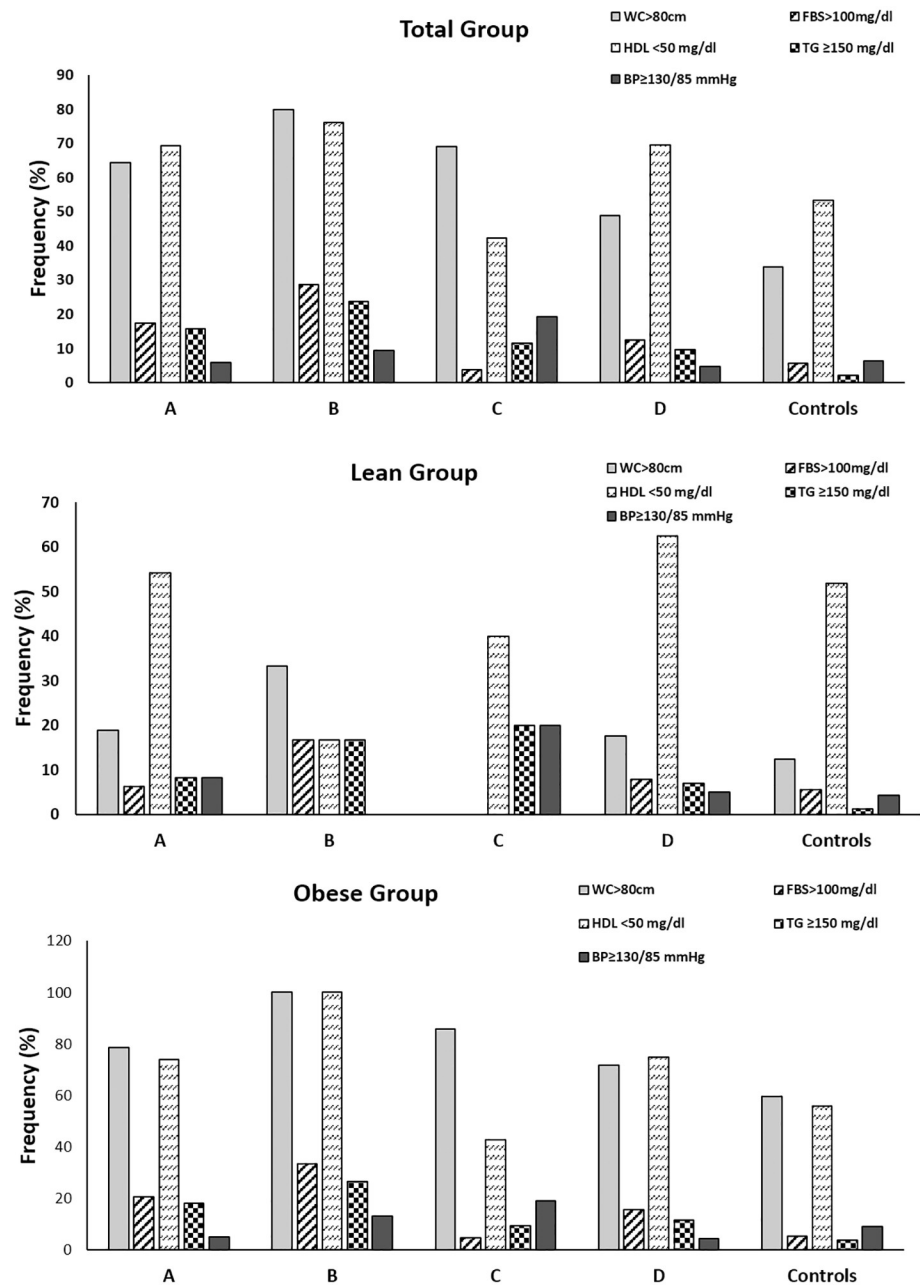 Total Group
WC>80cm FBS>100mg/dl
HDL <50 mg/dl TG ≥150 mg/dl
BP≥130/85 mmHg
Frequency (%)
90
80
70
60
50
40
30
20
10
0
A B C D Controls
Lean Group
WC>80cm FBS>100mg/dl
HDL <50 mg/dl TG ≥150 mg/dl
BP≥130/85 mmHg
Frequency (%)
70
60
50
40
30
20
10
0
A B C D Controls
Obese Group
WC>80cm FBS>100mg/dl
HDL <50 mg/dl TG ≥150 mg/dl
BP≥130/85 mmHg
Frequency (%)
120
100
80
60
40
20
0
A B C D Controls